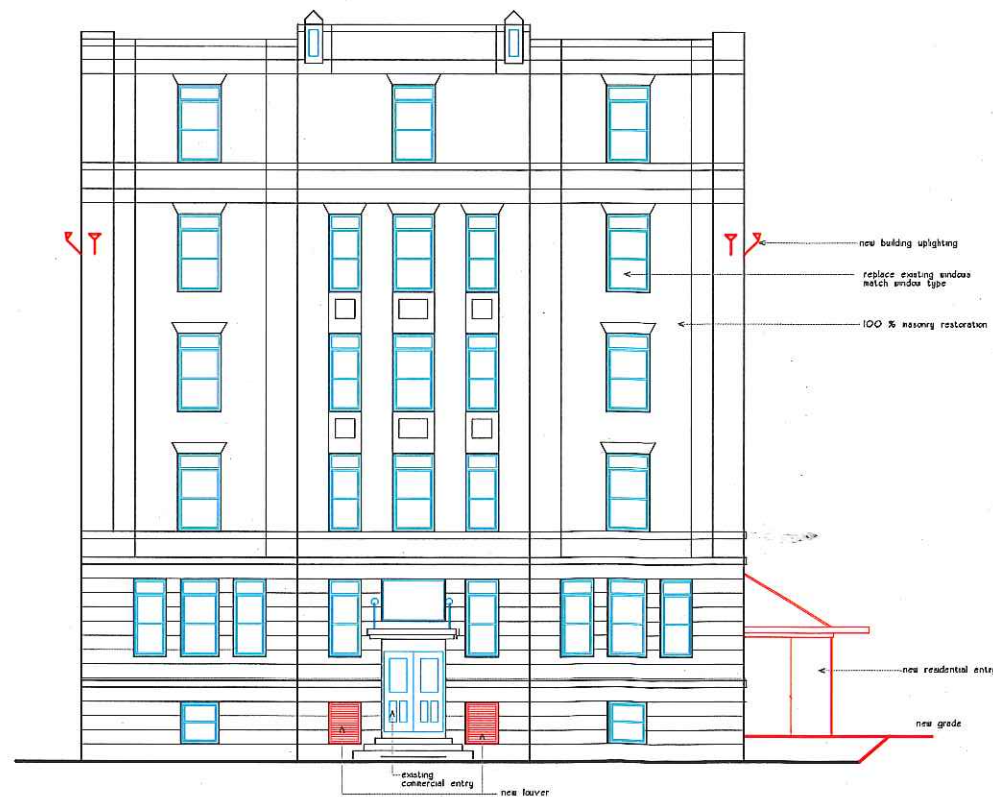 new building uplighting
replace existing windows
match window type
100 % masonry restoration
new residential entry
new grade
existing
commercial entry
new louver